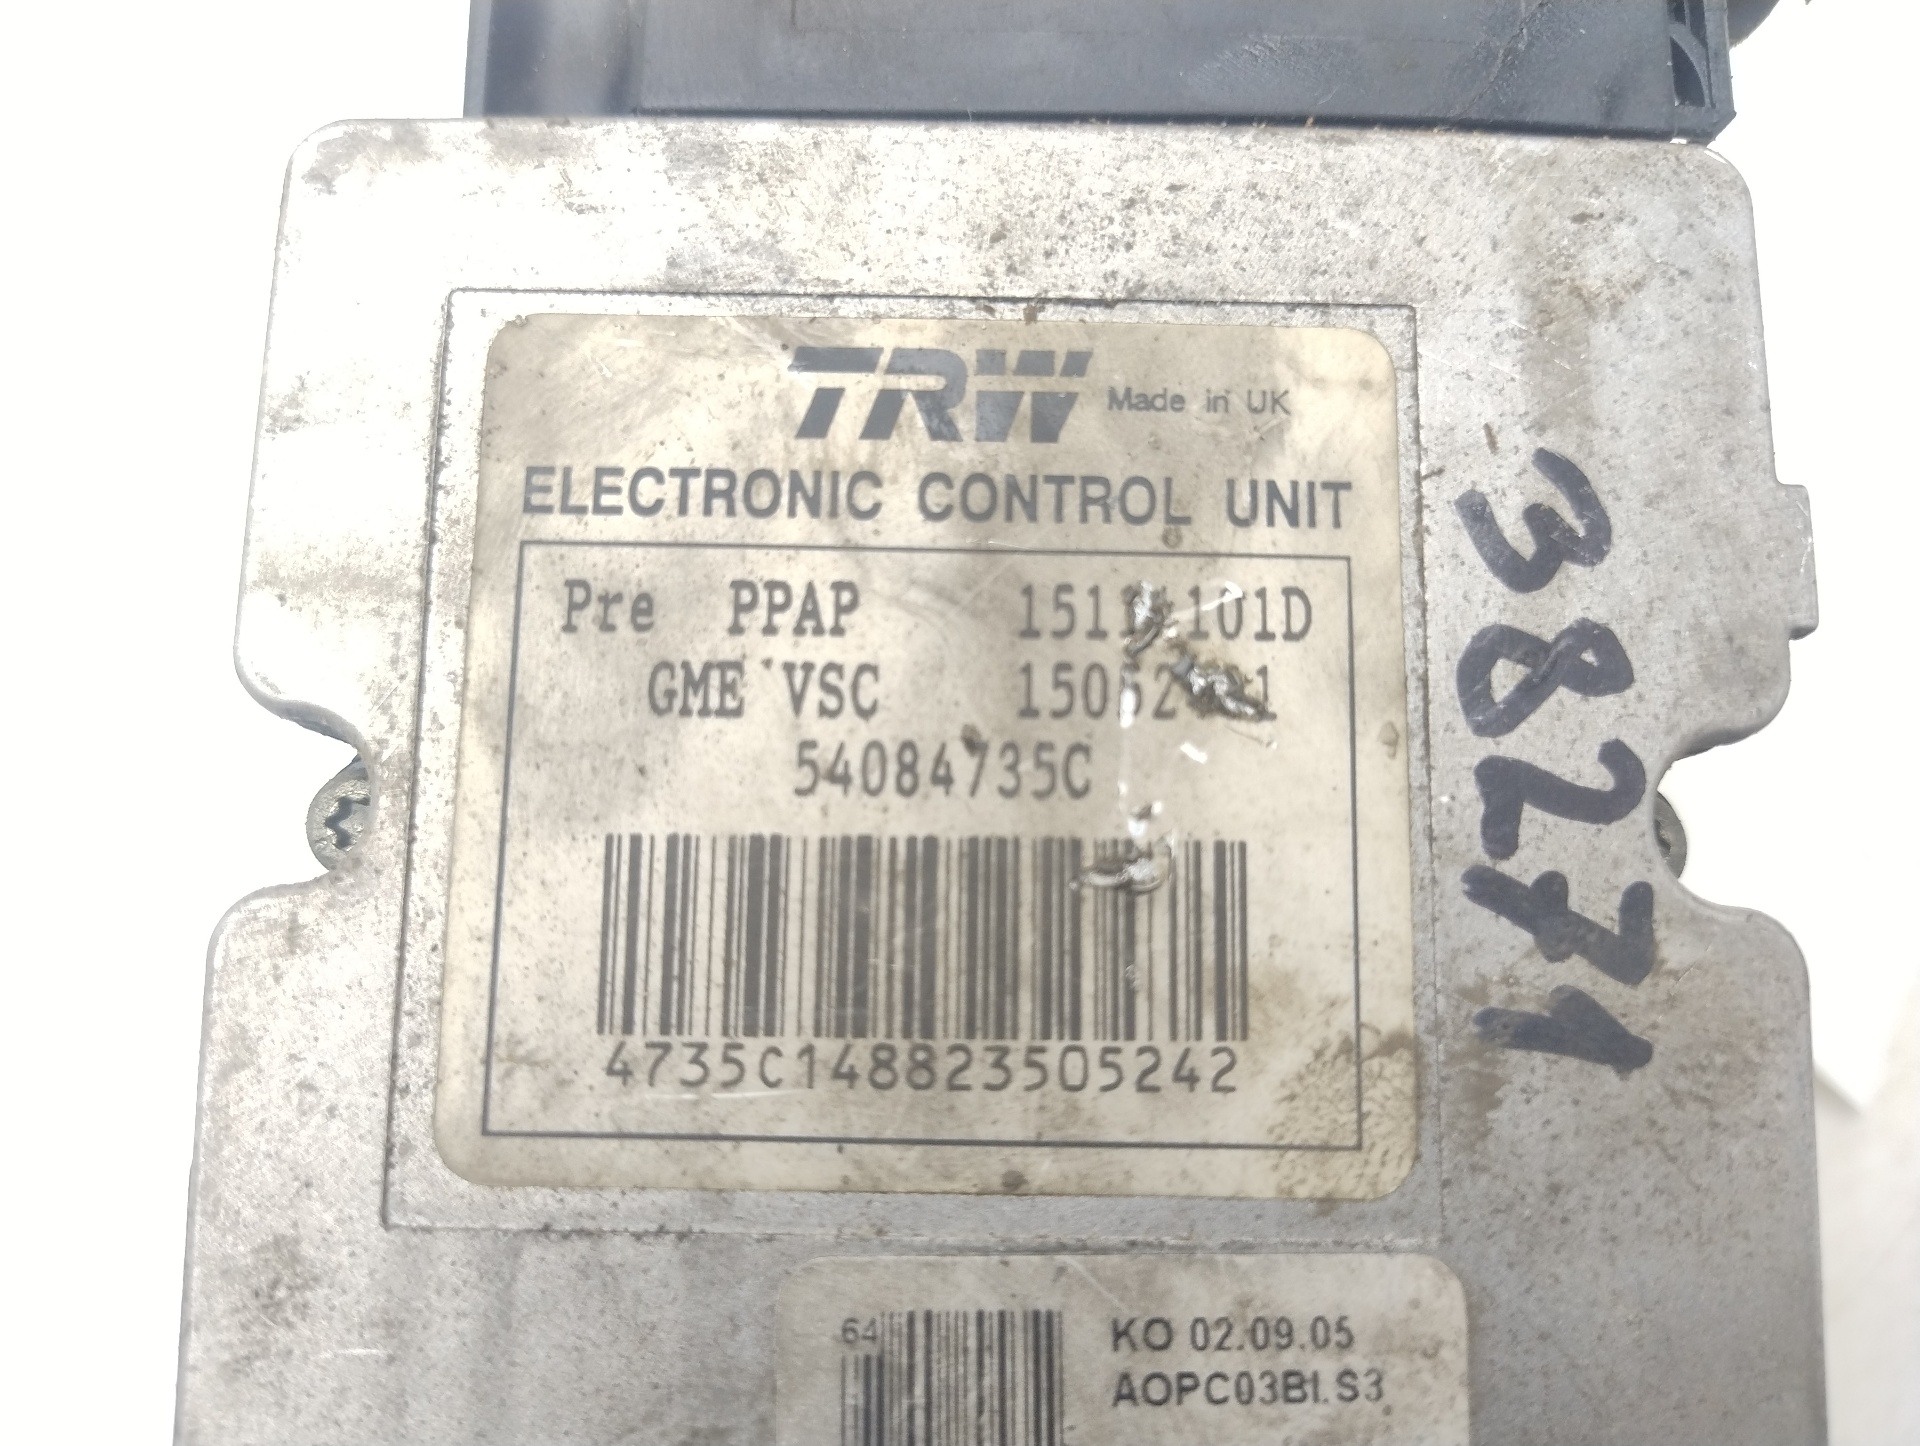 TRW Made in UK
ELECTRONIC CONTROL UNIT
Pre PPAP
GME VSC
54084735C
4735C148823505242
64
KO 02.09.05
AOPC03BI.S3
38271